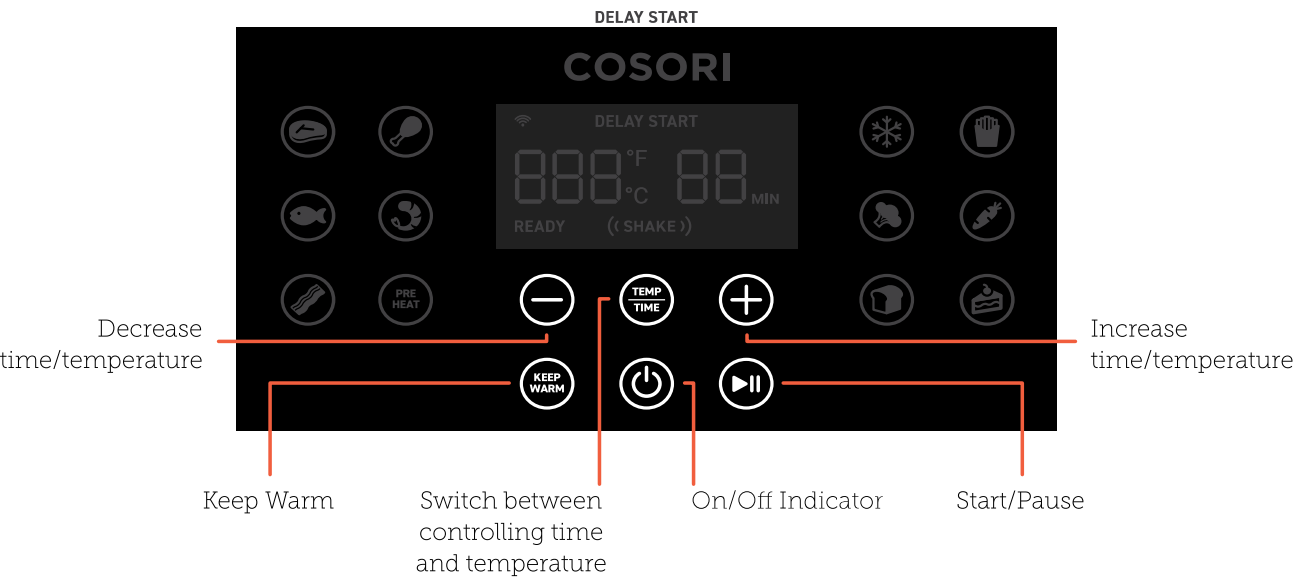 DELAY START
COSORI
DELAY START
888 °F 88
°C MIN
READY ((SHAKE))
PRE
HEAT
TEMP
TIME
Decrease
time/temperature
Increase
time/temperature
KEEP
WARM
Keep Warm
Switch between
controlling time
and temperature
On/Off Indicator
Start/Pause